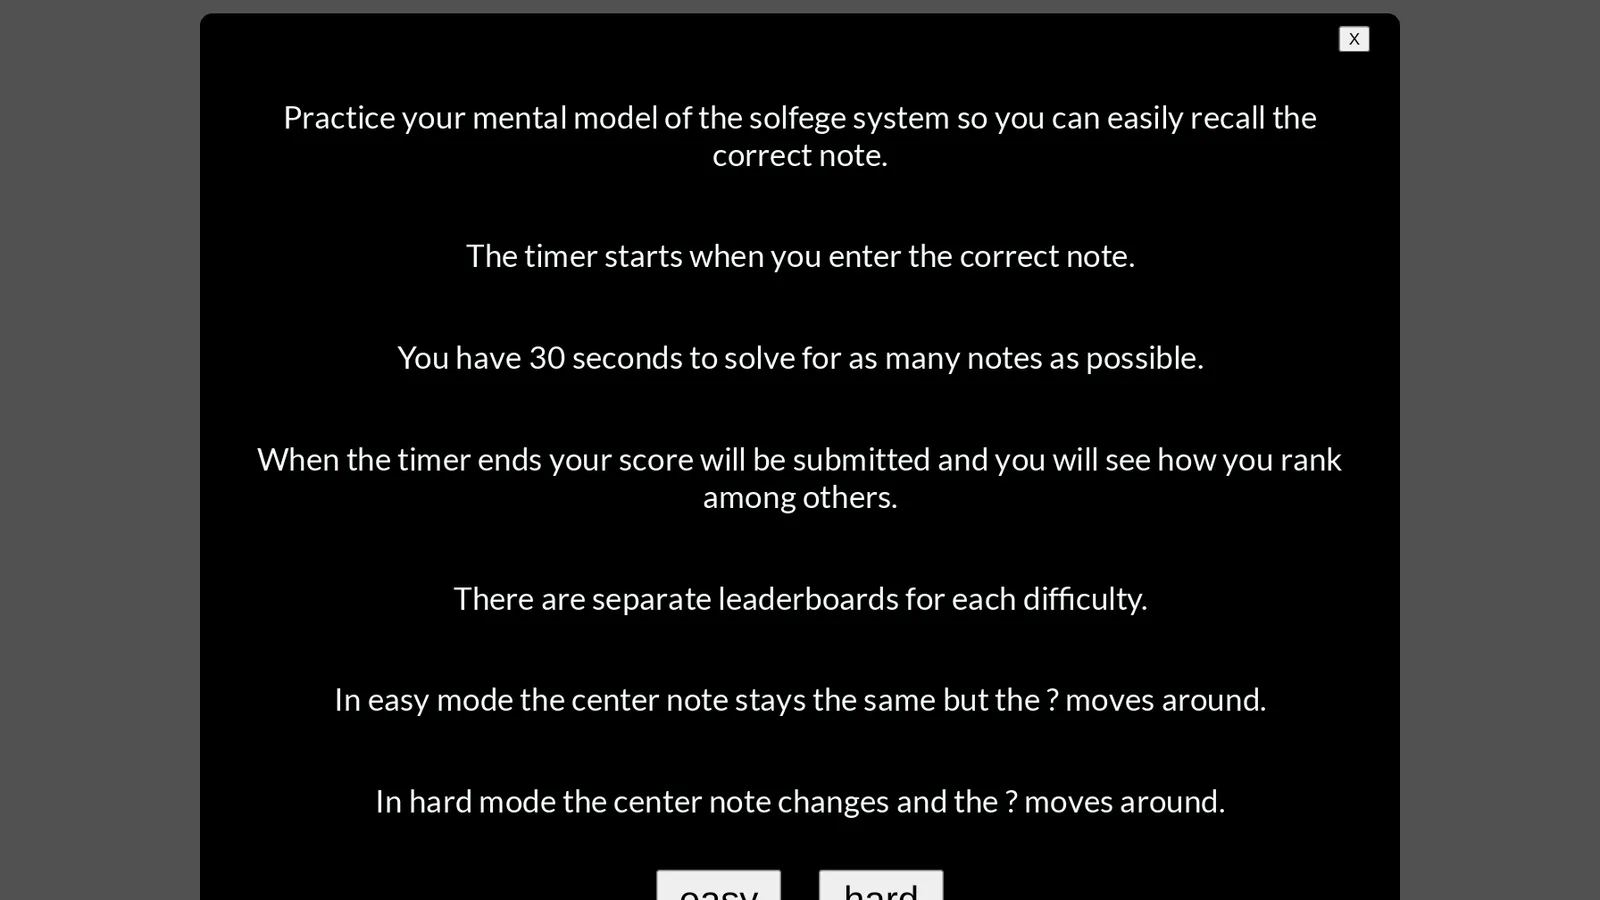 X
Practice your mental model of the solfege system so you can easily recall the
correct note.
The timer starts when you enter the correct note.
You have 30 seconds to solve for as many notes as possible.
When the timer ends your score will be submitted and you will see how you rank
among others.
There are separate leaderboards for each difficulty.
In easy mode the center note stays the same but the ? moves around.
In hard mode the center note changes and the ? moves around.
easy hard